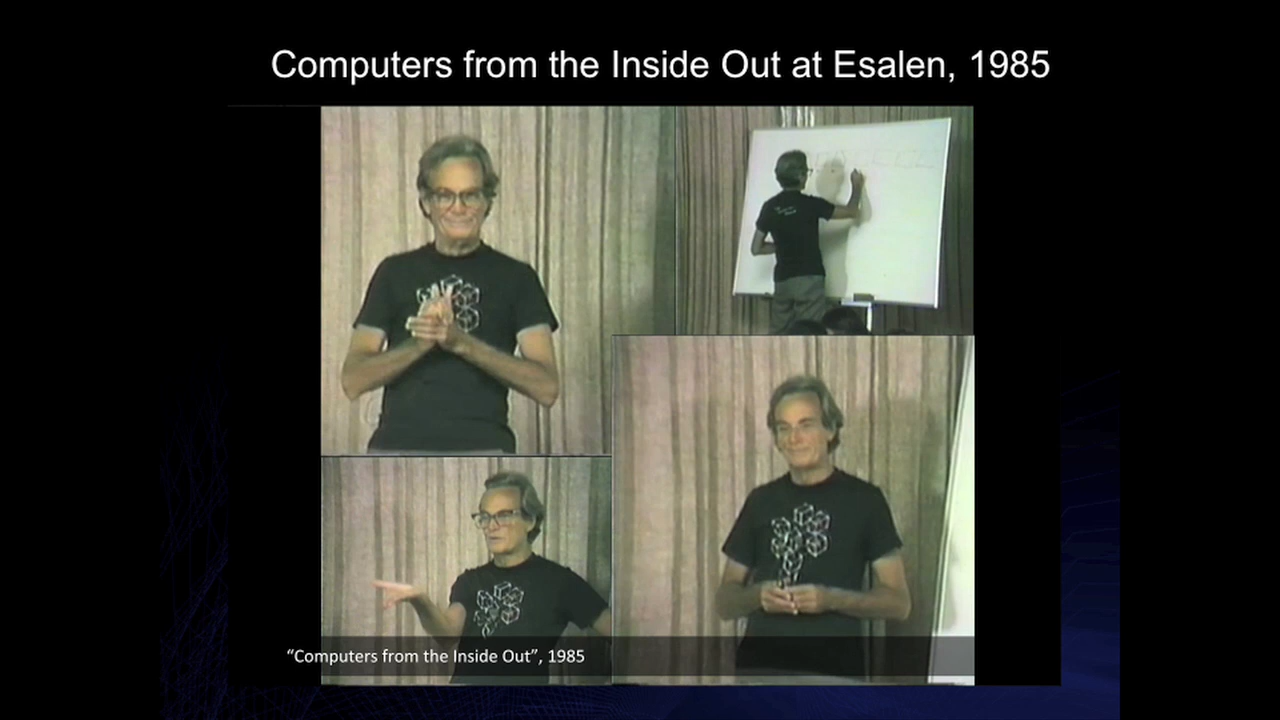 Computers from the Inside Out at Esalen, 1985
“Computers from the Inside Out”, 1985